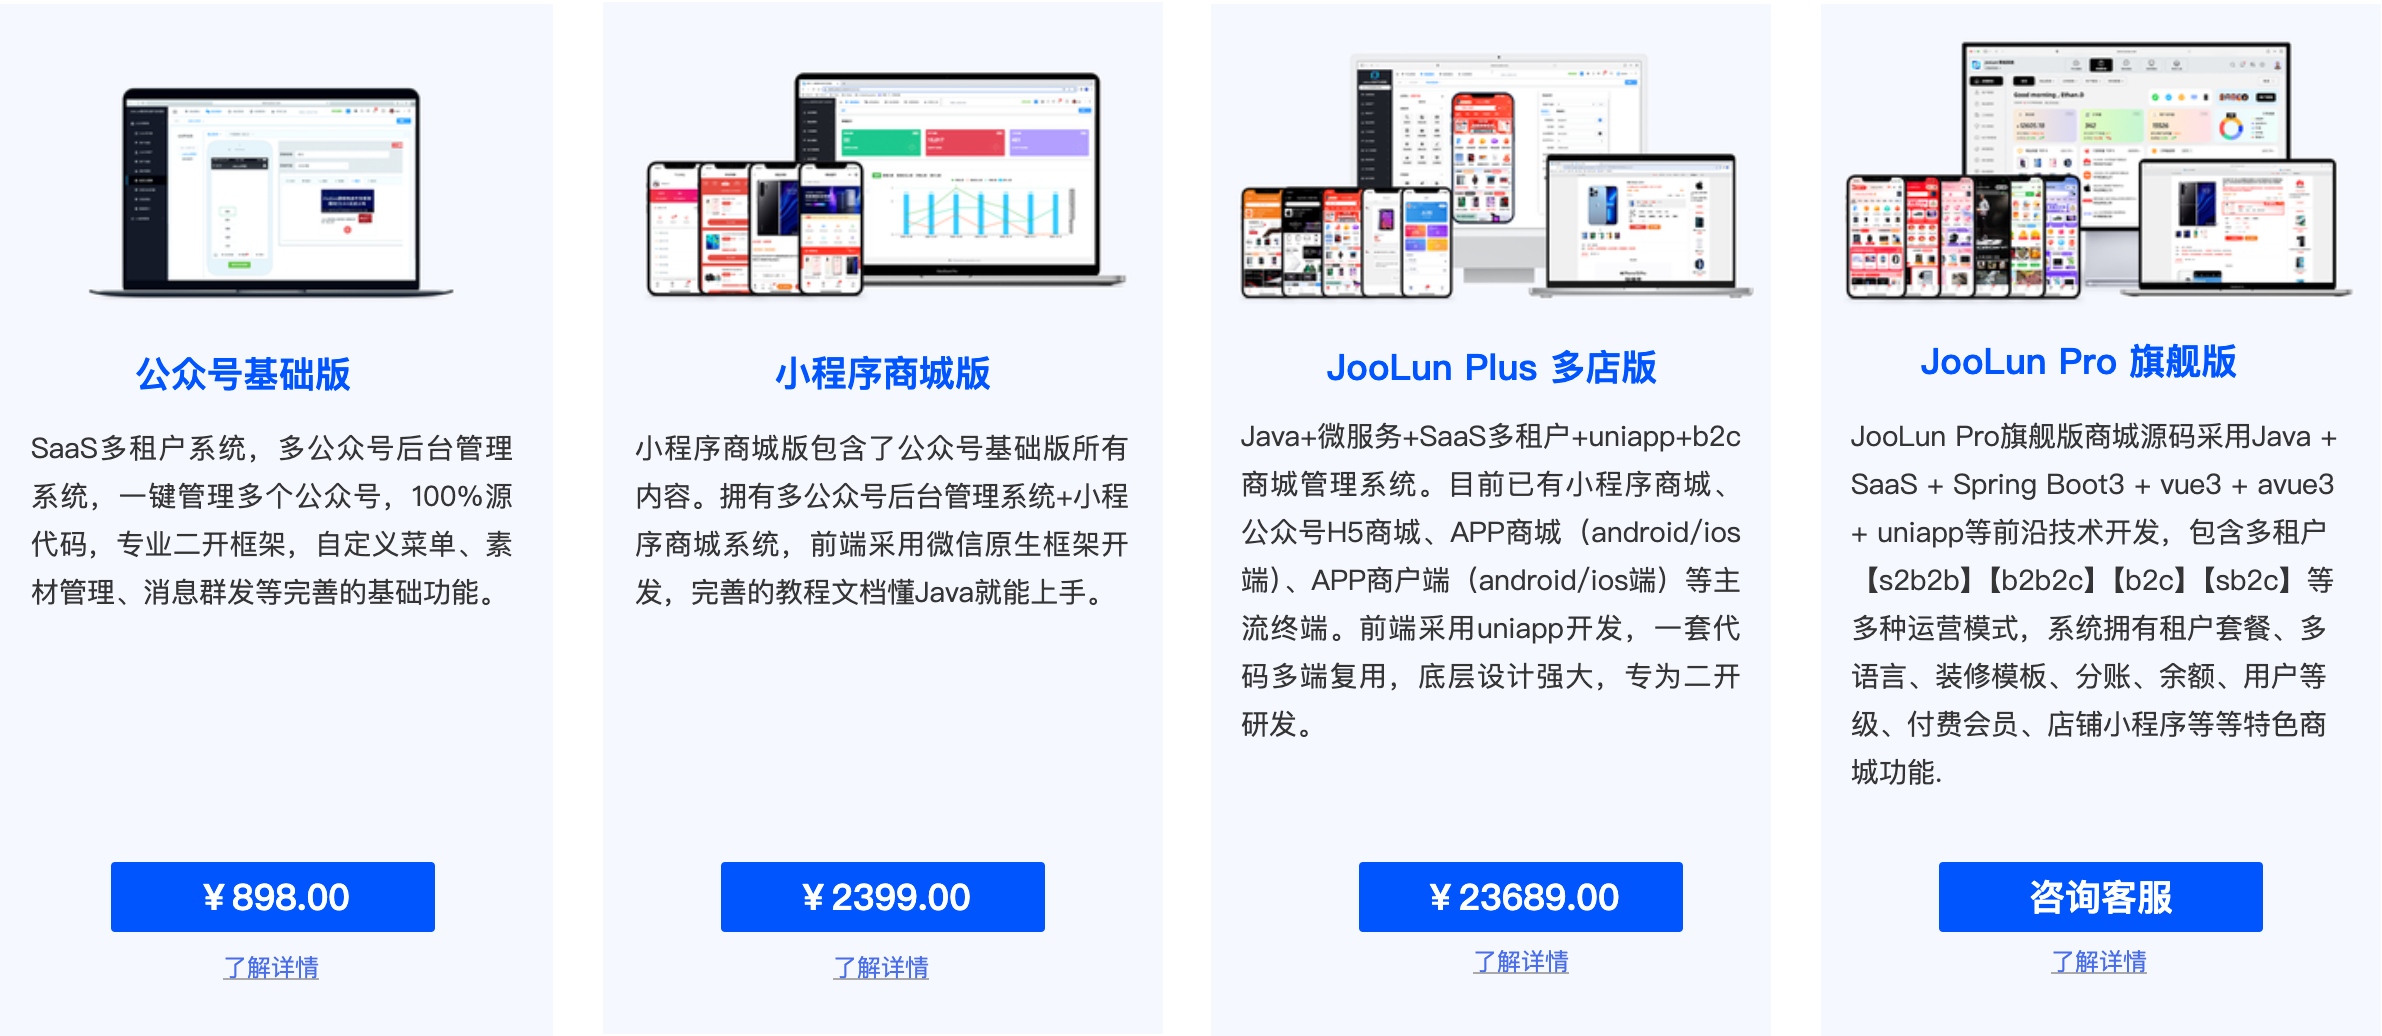 公众号基础版
SaaS多租户系统，多公众号后台管理
系统，一键管理多个公众号，100%源
代码，专业二开框架，自定义菜单、素
材管理、消息群发等完善的基础功能。
￥898.00
了解详情
小程序商城版
小程序商城版包含了公众号基础版所有
内容。拥有多公众号后台管理系统+小程
序商城系统，前端采用微信原生框架开
发，完善的教程文档懂Java就能上手。
￥2399.00
了解详情
JooLun Plus 多店版
Java+微服务+SaaS多租户+uniapp+b2c
商城管理系统。目前已有小程序商城、
公众号H5商城、APP商城（android/ios
端）、APP商户端（android/ios端）等主
流终端。前端采用uniapp开发，一套代
码多端复用，底层设计强大，专为二开
研发。
￥23689.00
了解详情
Good morning , Ethan.D
JooLun Pro 旗舰版
JooLun Pro旗舰版商城源码采用Java +
SaaS + Spring Boot3 + vue3 + avue3
+ uniapp等前沿技术开发，包含多租户
【s2b2b】【b2b2c】【b2c】【sb2c】等
多种运营模式，系统拥有租户套餐、多
语言、装修模板、分账、余额、用户等
级、付费会员、店铺小程序等等特色商
城功能.
咨询客服
了解详情